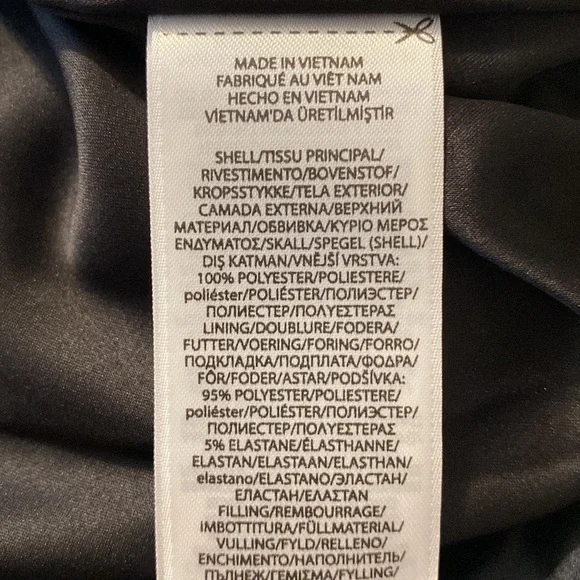 MADE IN VIETNAM
FABRIQUÉ AU VIÊT NAM
HECHO EN VIETNAM
VİETNAM'DA ÜRETİLMİŞTİR
SHELL/TISSU PRINCIPAL/
RIVESTIMENTO/BOVENSTOF/
KROPSSTYKKE/TELA EXTERIOR/
CAMADA EXTERNA/ВЕРХНИЙ
МАТЕРИАЛ/ОБВИВКА/ΚΥΡΙΟ ΜΕΡΟΣ
ΕΝΔΥΜΑΤΟΣ/SKALL/SPEGEL (SHELL)/
DIŞ KATMAN/VNĚJŠÍ VRSTVA:
100% POLYESTER/POLIESTERE/
poliéster/POLIÉSTER/ПОЛИЭСТЕР/
ПОЛИЕСТЕР/ΠΟΛΥΕΣΤΕΡΑΣ
LINING/DOUBLURE/FODERA/
FUTTER/VOERING/FORING/FORRO/
ПОДКЛАДКА/ПОДПЛАТА/ΦΟΔΡΑ/
FÔR/FODER/ASTAR/PODŠÍVKA:
95% POLYESTER/POLIESTERE/
poliéster/POLIÉSTER/ПОЛИЭСТЕР/
ПОЛИЕСТЕР/ΠΟΛΥΕΣΤΕΡΑΣ
5% ELASTANE/ÉLASTHANNE/
ELASTAN/ELASTAAN/ELASTHAN/
elastano/ELASTANO/ЭЛАСТАН/
ЕЛАСТАН/ΕΛΑΣΤΑΝ
FILLING/REMBOURRAGE/
IMBOTTITURA/FÜLLMATERIAL/
VULLING/FYLD/RELLENO/
ENCHIMENTO/НАПОЛНИТЕЛЬ/
ПЪЛНЕЖ/ΓΕΜΙΣΜΑ/FYLLING/